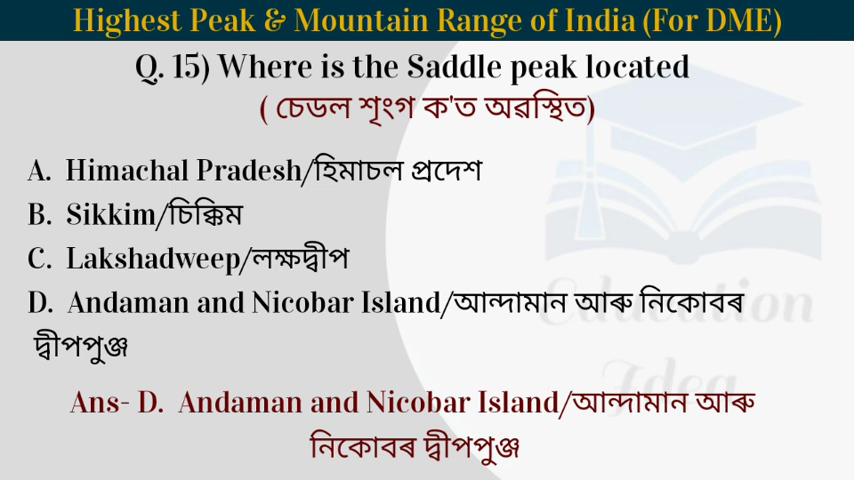 Highest Peak & Mountain Range of India (For DME)
Q. 15) Where is the Saddle peak located
( চেডল শৃংগ ক'ত অৱস্থিত)
A. Himachal Pradesh/হিমাচল প্ৰদেশ
B. Sikkim/চিক্কিম
C. Lakshadweep/লক্ষদ্বীপ
D. Andaman and Nicobar Island/আন্দামান আৰু নিকোবৰ
দ্বীপপুঞ্জ
Education
Idea
Ans- D. Andaman and Nicobar Island/আন্দামান আৰু
নিকোবৰ দ্বীপপুঞ্জ